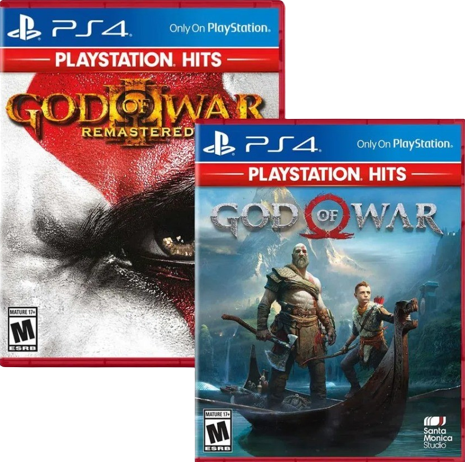 PS4
Only On PlayStation®
PLAYSTATION® HITS
GOD OF WAR
III
REMASTERED
MATURE 17+
M
ESRB
PS4
Only On PlayStation®
PLAYSTATION® HITS
GOD OF WAR
MATURE 17+
M
ESRB
Santa
Monica
Studio